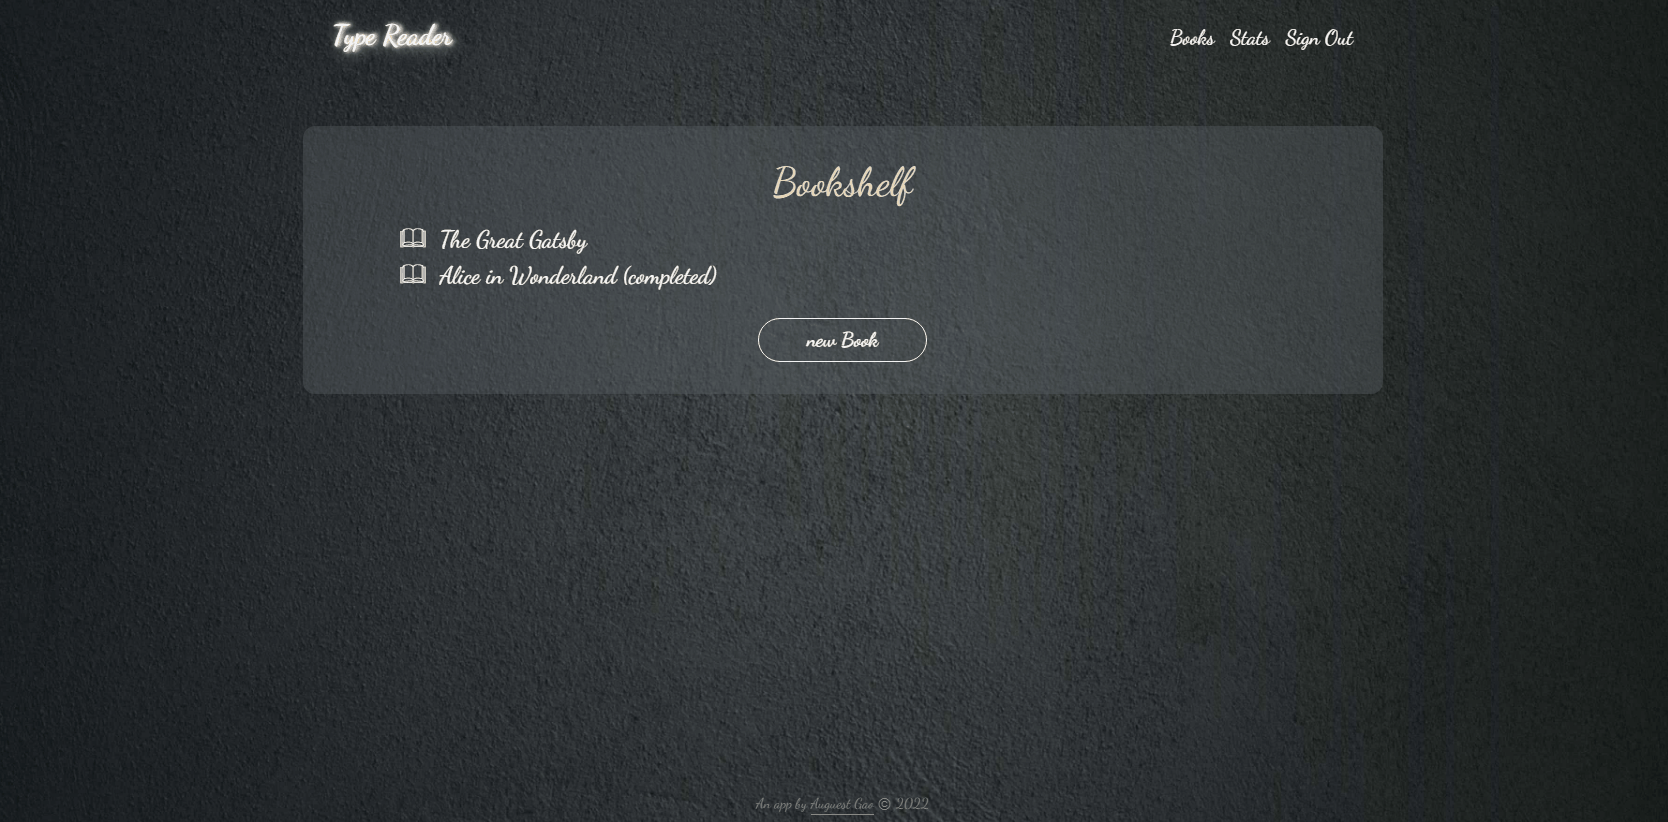 Type Reader
Books Stats Sign Out
Bookshelf
The Great Gatsby
Alice in Wonderland (completed)
new Book
An app by Auguest Gao © 2022